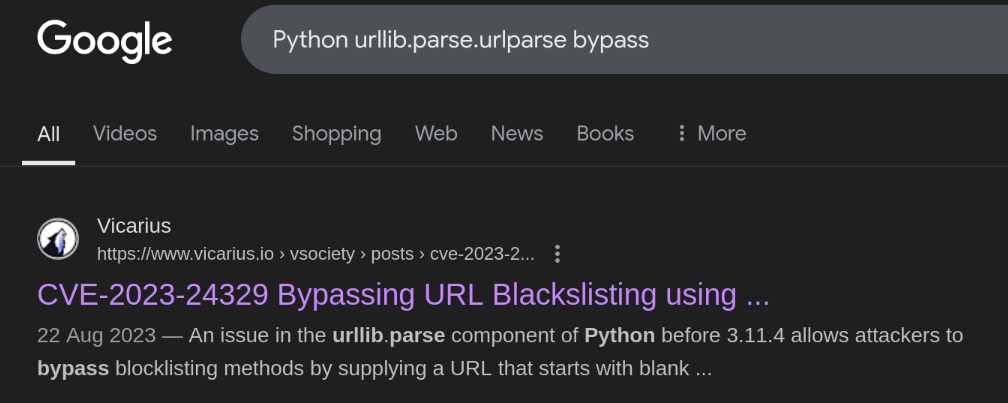 Google
Python urllib.parse.urlparse bypass
All Videos Images Shopping Web News Books More
Vicarius
https://www.vicarius.io › vsociety › posts › cve-2023-2...
CVE-2023-24329 Bypassing URL Blackslisting using ...
22 Aug 2023 — An issue in the urllib.parse component of Python before 3.11.4 allows attackers to
bypass blocklisting methods by supplying a URL that starts with blank ...